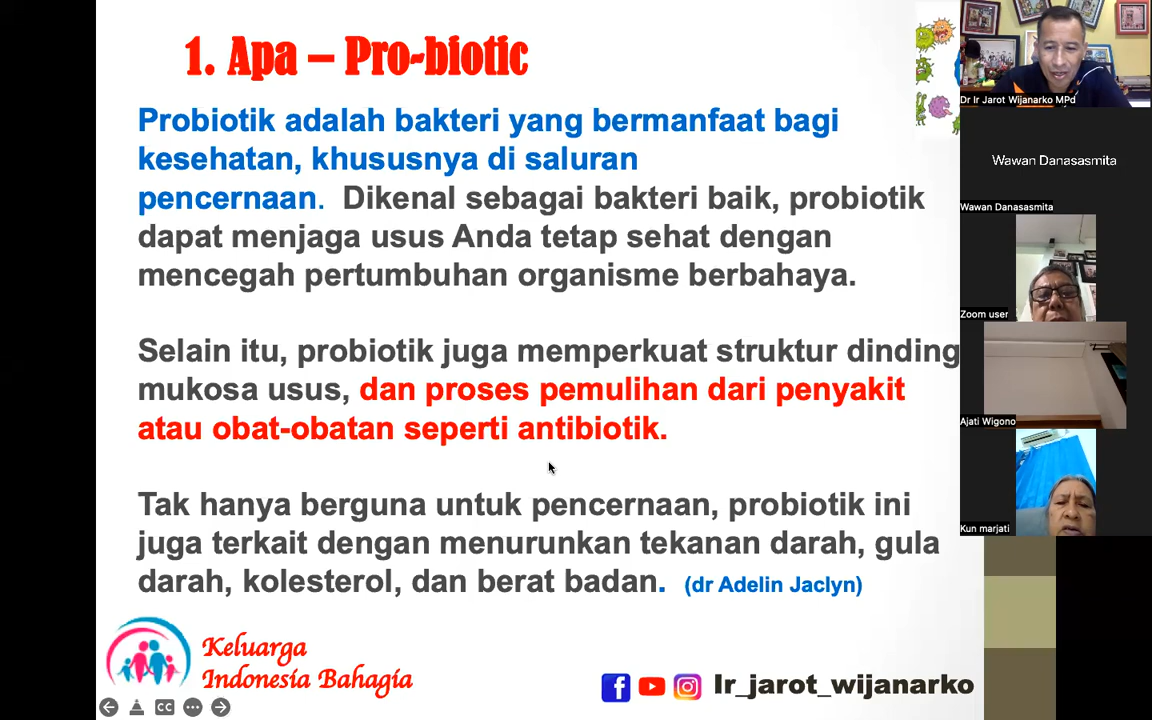 1. Apa – Pro-biotic
Probiotik adalah bakteri yang bermanfaat bagi
kesehatan, khususnya di saluran
pencernaan. Dikenal sebagai bakteri baik, probiotik
dapat menjaga usus Anda tetap sehat dengan
mencegah pertumbuhan organisme berbahaya.
Selain itu, probiotik juga memperkuat struktur dinding
mukosa usus, dan proses pemulihan dari penyakit
atau obat-obatan seperti antibiotik.
Tak hanya berguna untuk pencernaan, probiotik ini
juga terkait dengan menurunkan tekanan darah, gula
darah, kolesterol, dan berat badan. (dr Adelin Jaclyn)
Keluarga
Indonesia Bahagia
Ir_jarot_wijanarko
CC
Dr Ir Jarot Wijanarko MPd
Wawan Danasasmita
Wawan Danasasmita
Zoom user
Ajati Wigono
Kun marjati